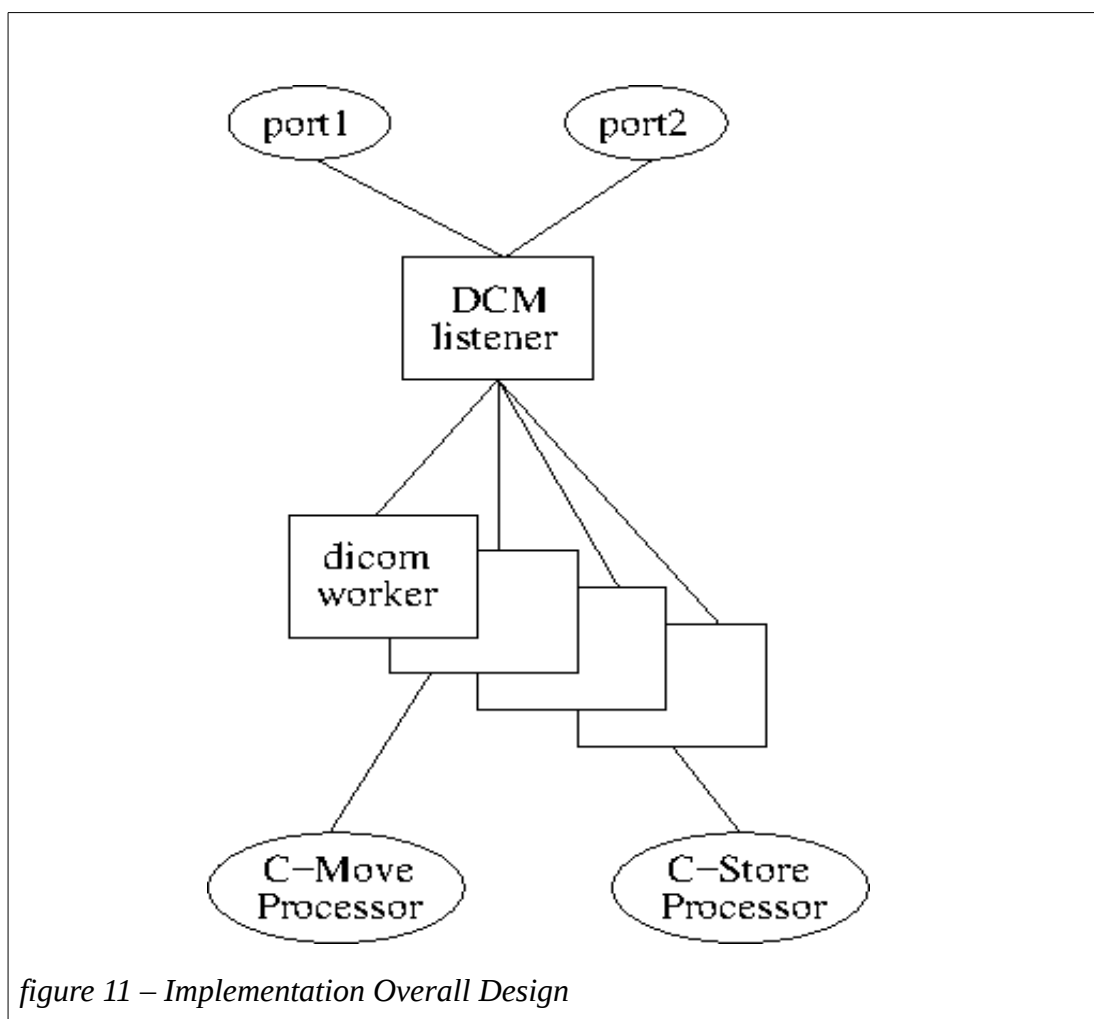 port1
port2
DCM
listener
dicom
worker
C−Move
Processor
C−Store
Processor
figure 11 – Implementation Overall Design